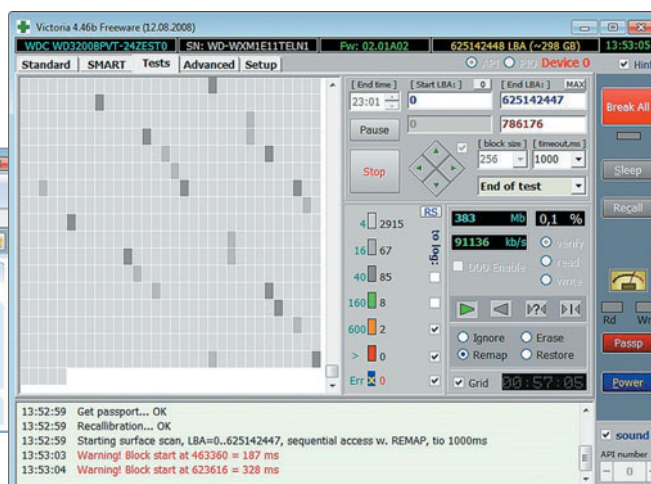 Victoria 4.46b Freeware (12.08.2008)
WDC WD3200BPVT-24ZEST0 SN: WD-WXM1E11TELN1 Fw: 02.01A02 625142448 LBA (~298 GB) 13:53:05
Standard SMART Tests Advanced Setup API PIO Device 0 Hint
[ End time ] [ Start LBA: ] 0 [ End LBA: ] MAX
23:01 0 625142447
Break All
Pause 0 786176
[ block size ] [ timeout,ms ]
256 1000
Stop
End of test
Sleep
Recall
RS
to log:
4 2915
16 67
40 85
160 8
600 2
> 0
Err 0
383 Mb 0,1 %
91136 kb/s verify
DDD Enable read
write
Rd Wr
Ignore Erase
Remap Restore
Grid 00:57:05
Passp
Power
13:52:59 Get passport... OK
13:52:59 Recallibration... OK
13:52:59 Starting surface scan, LBA=0..625142447, sequential access w. REMAP, tio 1000ms
13:53:03 Warning! Block start at 463360 = 187 ms
13:53:04 Warning! Block start at 623616 = 328 ms
sound
API number
0